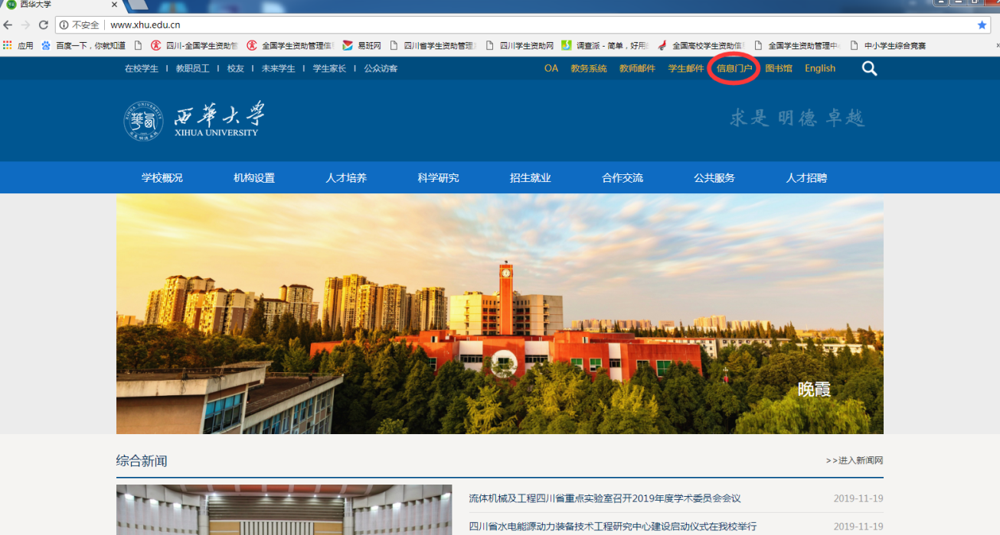 西华大学
不安全 www.xhu.edu.cn
应用 百度一下，你就知道 四川-全国学生资助管 全国学生资助管理信 易班网 四川省学生资助管理 四川学生资助网 调查派 - 简单，好用 全国高校学生资助信 全国学生资助管理中 中小学生综合竞赛
在校学生 | 教职员工 | 校友 | 未来学生 | 学生家长 | 公众访客 OA 教务系统 教师邮件 学生邮件 信息门户 图书馆 English
西華大学
XIHUA UNIVERSITY
求是 明德 卓越
学校概况 机构设置 人才培养 科学研究 招生就业 合作交流 公共服务 人才招聘
晚霞
综合新闻 >>进入新闻网
流体机械及工程四川省重点实验室召开2019年度学术委员会会议 2019-11-19
四川省水电能源动力装备技术工程研究中心建设启动仪式在我校举行 2019-11-19